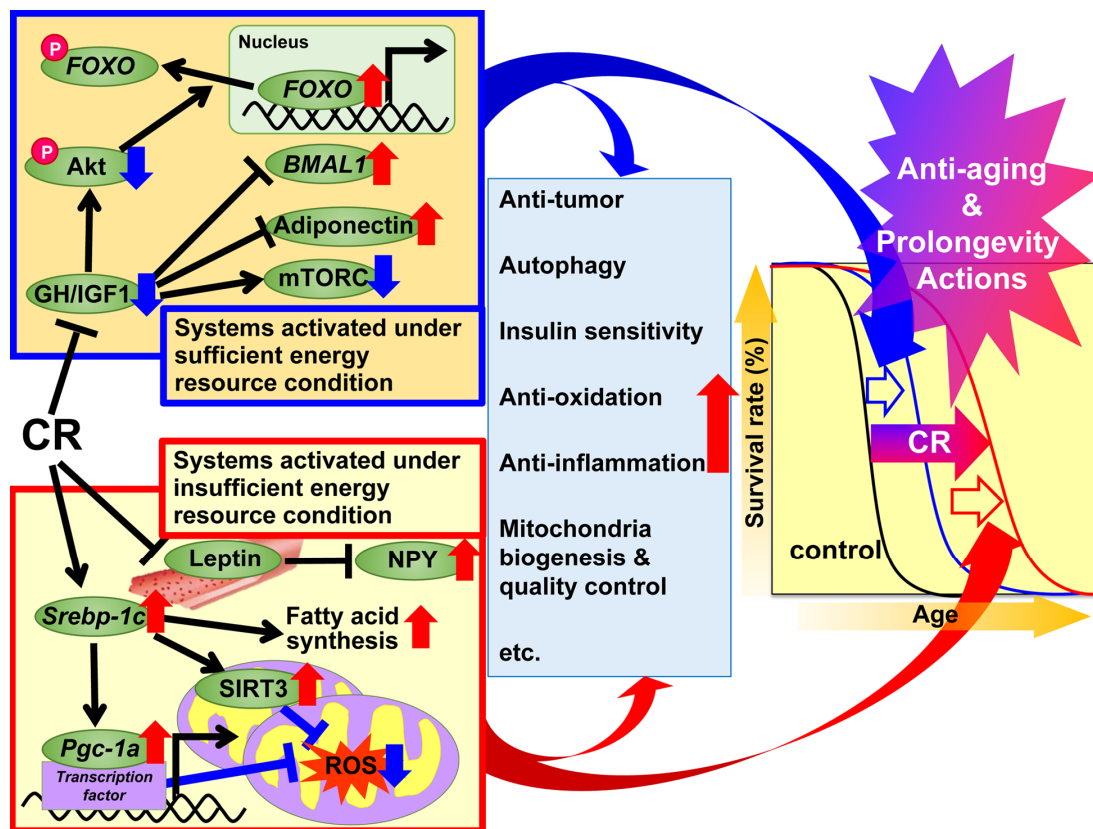 Nucleus
P
FOXO
FOXO
P
Akt
BMAL1
Adiponectin
mTORC
GH/IGF1
Systems activated under
sufficient energy
resource condition
CR
Systems activated under
insufficient energy
resource condition
Leptin
NPY
Srebp-1c
Fatty acid
synthesis
SIRT3
Pgc-1a
Transcription
factor
ROS
Anti-tumor
Autophagy
Insulin sensitivity
Anti-oxidation
Anti-inflammation
Mitochondria
biogenesis &
quality control
etc.
Anti-aging
&
Prolongevity
Actions
Survival rate (%)
CR
control
Age